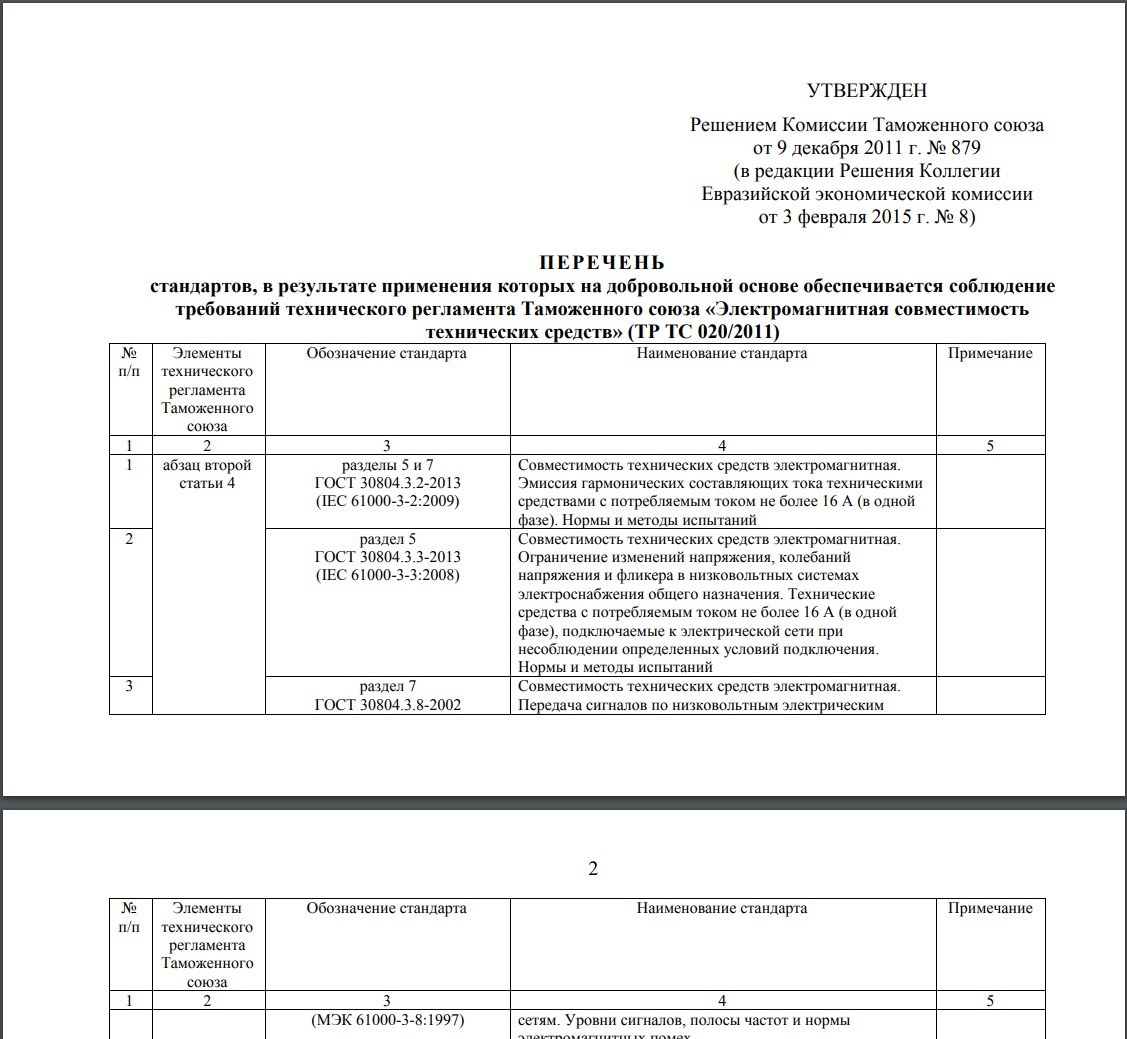 УТВЕРЖДЕН
Решением Комиссии Таможенного союза
от 9 декабря 2011 г. № 879
(в редакции Решения Коллегии
Евразийской экономической комиссии
от 3 февраля 2015 г. № 8)
ПЕРЕЧЕНЬ
стандартов, в результате применения которых на добровольной основе обеспечивается соблюдение
требований технического регламента Таможенного союза «Электромагнитная совместимость
технических средств» (ТР ТС 020/2011)
№ п/п
Элементы
технического
регламента
Таможенного
союза
Обозначение стандарта
Наименование стандарта
Примечание
1 2 3 4 5
1
абзац второй
статьи 4
разделы 5 и 7
ГОСТ 30804.3.2-2013
(IEC 61000-3-2:2009)
Совместимость технических средств электромагнитная.
Эмиссия гармонических составляющих тока техническими
средствами с потребляемым током не более 16 А (в одной
фазе). Нормы и методы испытаний
2
раздел 5
ГОСТ 30804.3.3-2013
(IEC 61000-3-3:2008)
Совместимость технических средств электромагнитная.
Ограничение изменений напряжения, колебаний
напряжения и фликера в низковольтных системах
электроснабжения общего назначения. Технические
средства с потребляемым током не более 16 А (в одной
фазе), подключаемые к электрической сети при
несоблюдении определенных условий подключения.
Нормы и методы испытаний
3
раздел 7
ГОСТ 30804.3.8-2002
Совместимость технических средств электромагнитная.
Передача сигналов по низковольтным электрическим
2
№ п/п
Элементы
технического
регламента
Таможенного
союза
Обозначение стандарта
Наименование стандарта
Примечание
1 2 3 4 5
(МЭК 61000-3-8:1997)
сетям. Уровни сигналов, полосы частот и нормы
электромагнитных помех